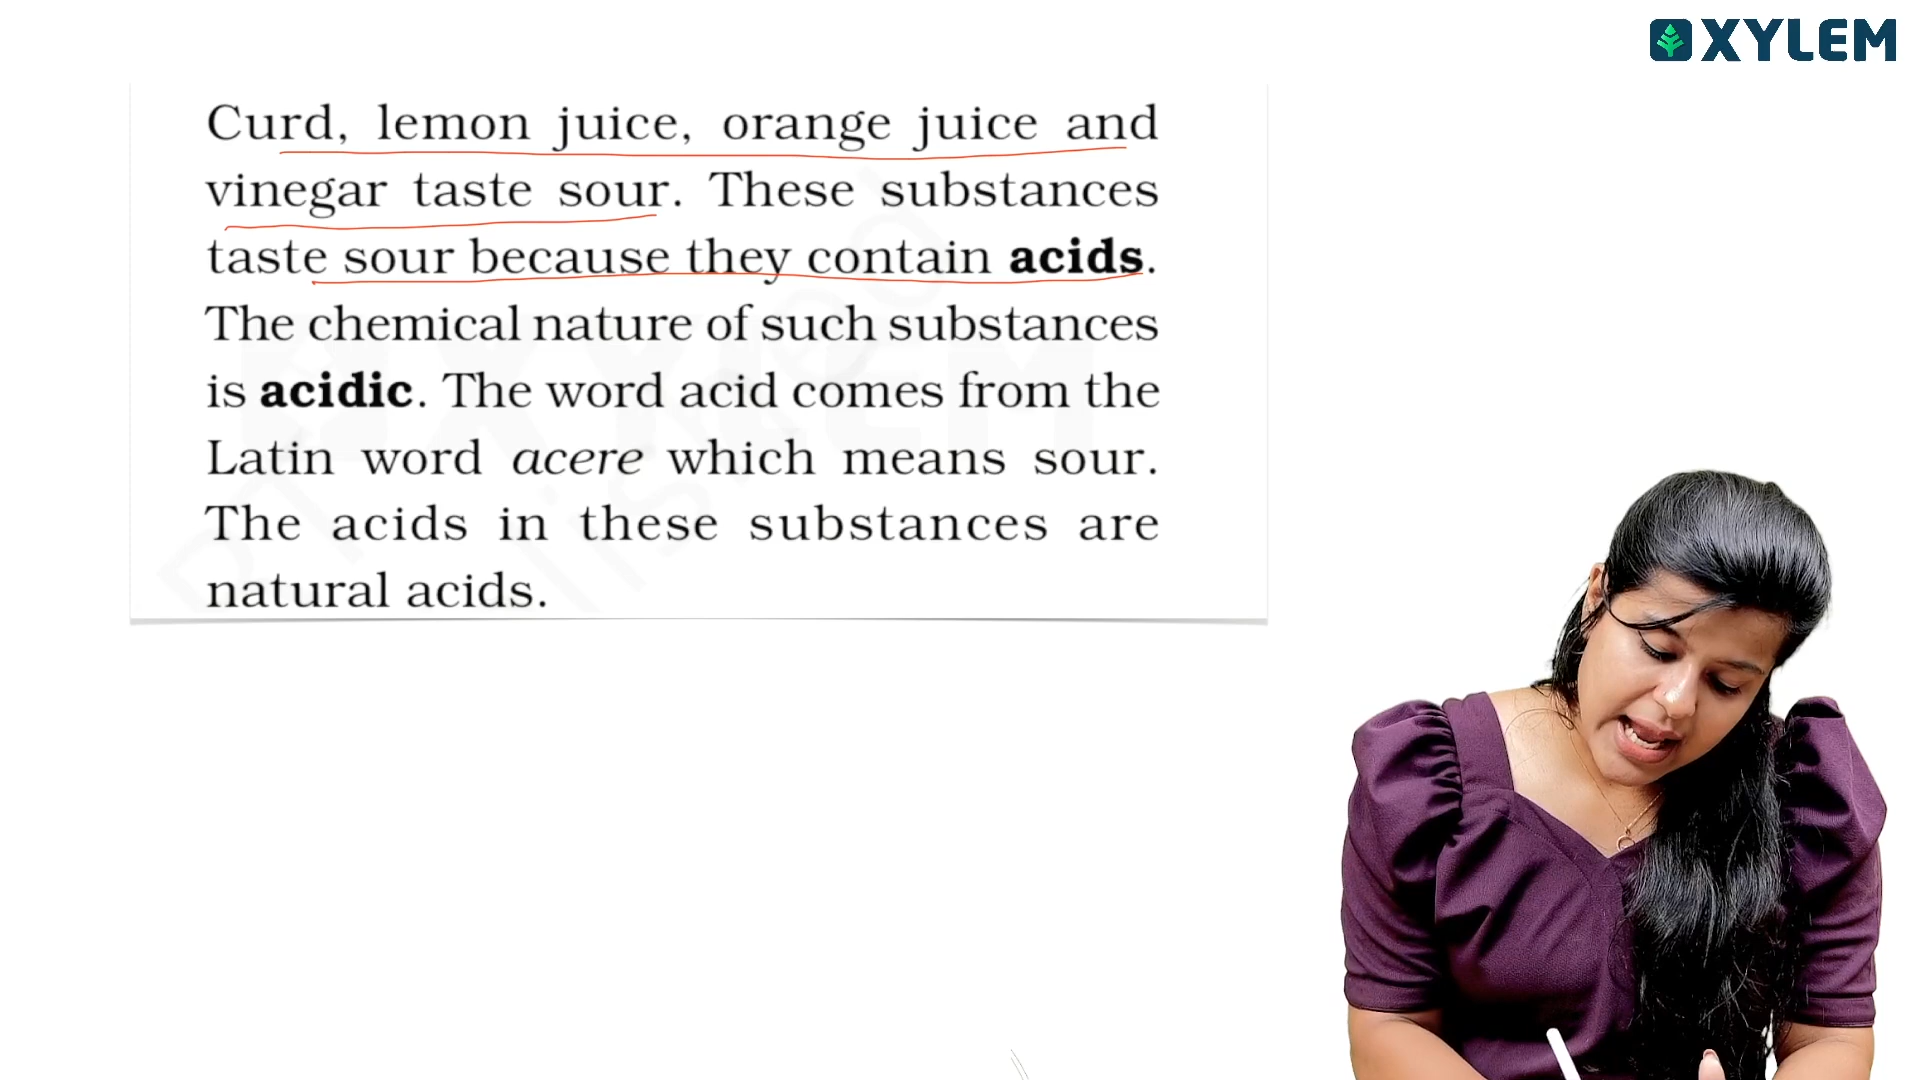 XYLEM
Curd, lemon juice, orange juice and
vinegar taste sour. These substances
taste sour because they contain acids.
The chemical nature of such substances
is acidic. The word acid comes from the
Latin word acere which means sour.
The acids in these substances are
natural acids.